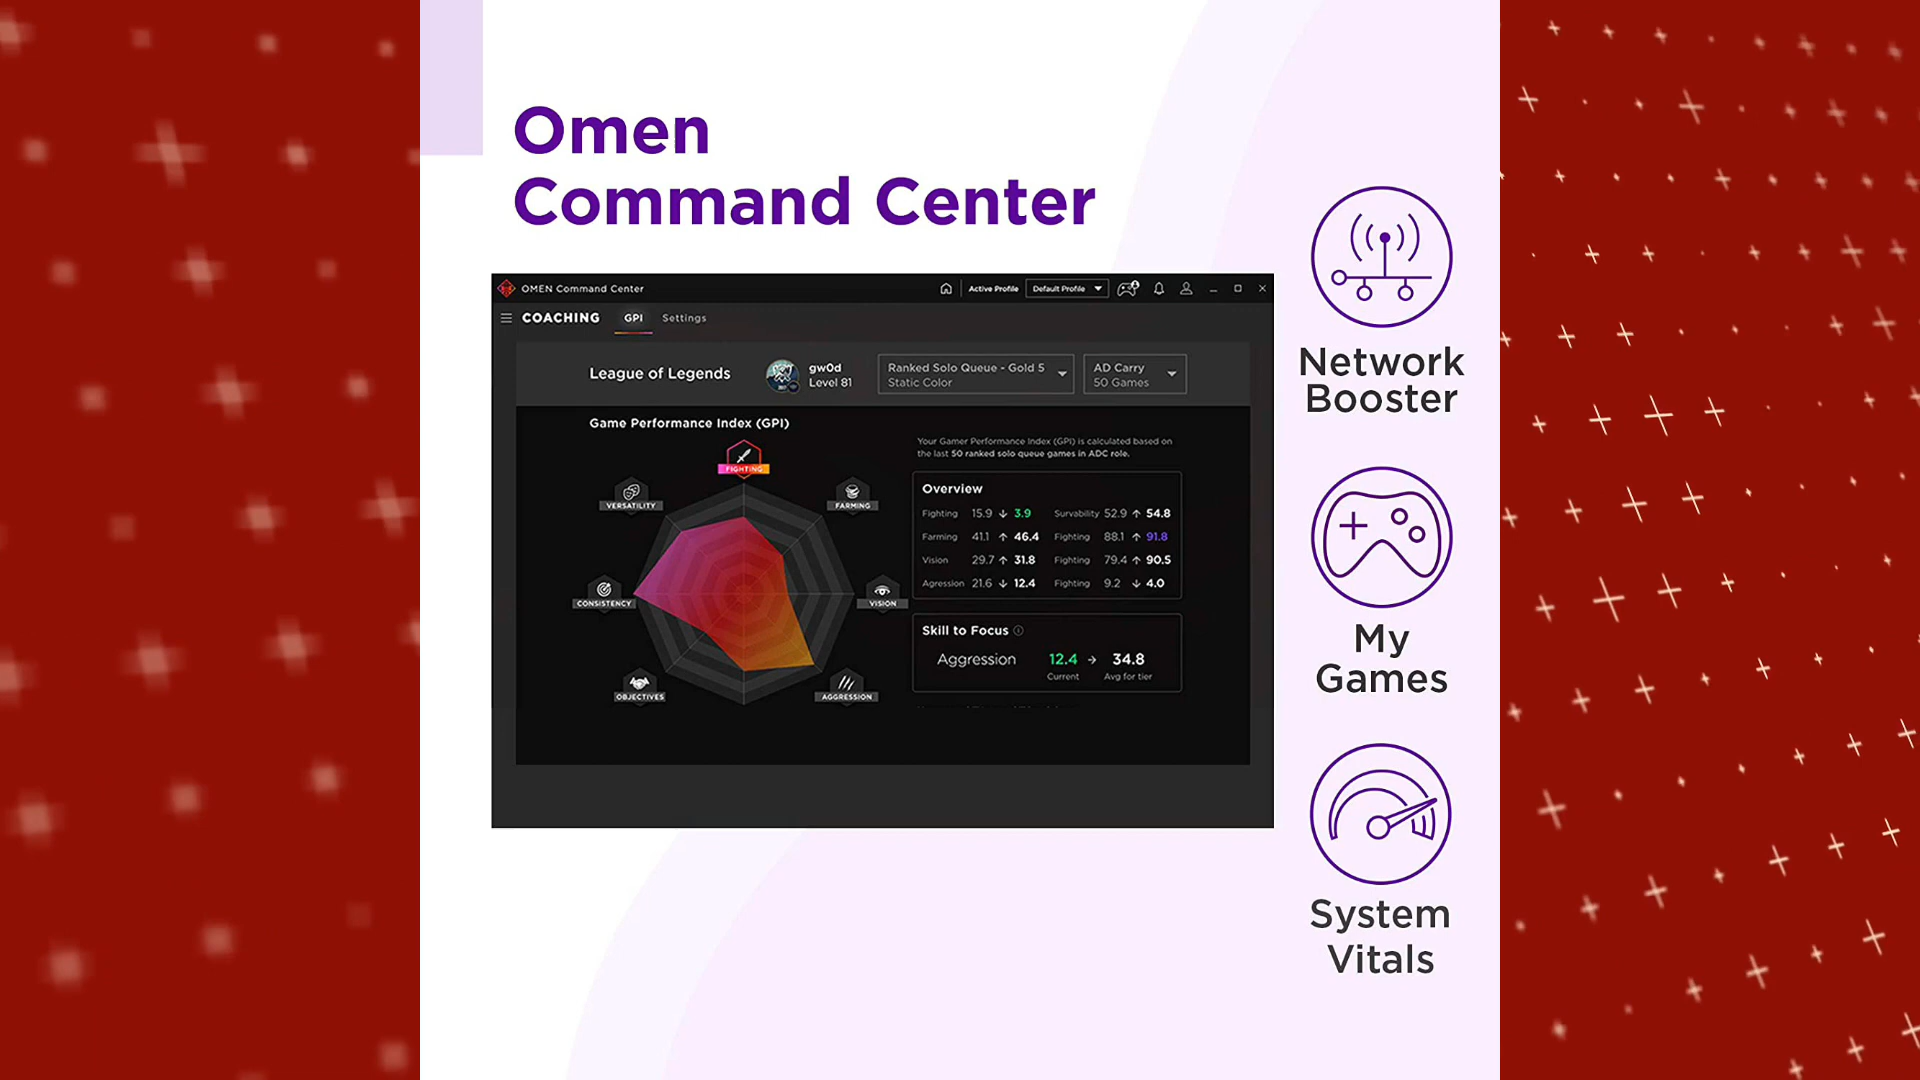 Omen
Command Center
OMEN Command Center
Active Profile
Default Profile
COACHING
GPI
Settings
League of Legends
gw0d
Level 81
Ranked Solo Queue - Gold 5
Static Color
AD Carry
50 Games
Game Performance Index (GPI)
FIGHTING
VERSATILITY
FARMING
CONSISTENCY
VISION
OBJECTIVES
AGGRESSION
Your Gamer Performance Index (GPI) is calculated based on
the last 50 ranked solo queue games in ADC role.
Overview
Fighting 15.9 ↓ 3.9 Survability 52.9 ↑ 54.8
Farming 41.1 ↑ 46.4 Fighting 88.1 ↑ 91.8
Vision 29.7 ↑ 31.8 Fighting 79.4 ↑ 90.5
Agression 21.6 ↓ 12.4 Fighting 9.2 ↓ 4.0
Skill to Focus
Aggression 12.4 → 34.8
Current Avg for tier
Network
Booster
My
Games
System
Vitals